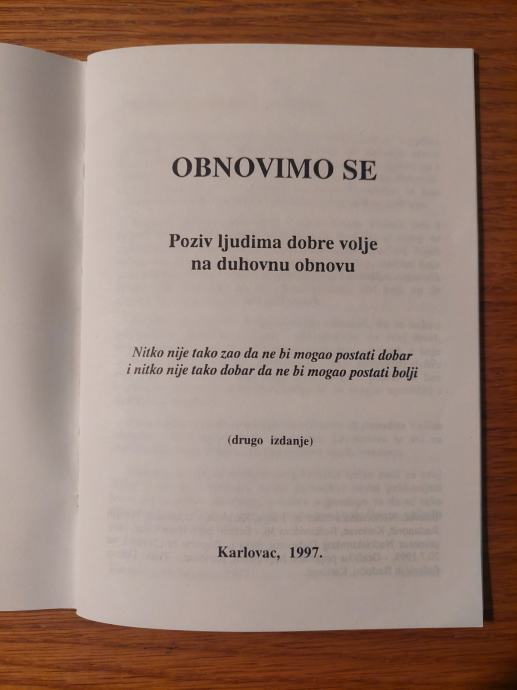 OBNOVIMO SE
Poziv ljudima dobre volje
na duhovnu obnovu
Nitko nije tako zao da ne bi mogao postati dobar
i nitko nije tako dobar da ne bi mogao postati bolji
(drugo izdanje)
Karlovac, 1997.